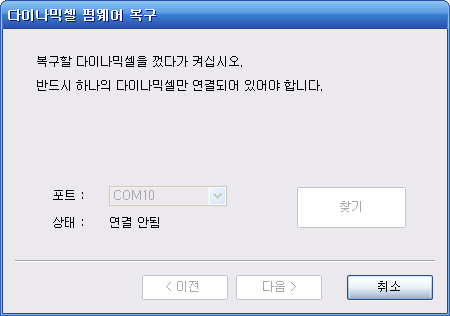 다이나믹셀 펌웨어 복구
복구할 다이나믹셀을 껐다가 켜십시오.
반드시 하나의 다이나믹셀만 연결되어 있어야 합니다.
포트 : COM10
찾기
상태 : 연결 안됨
< 이전 다음 > 취소